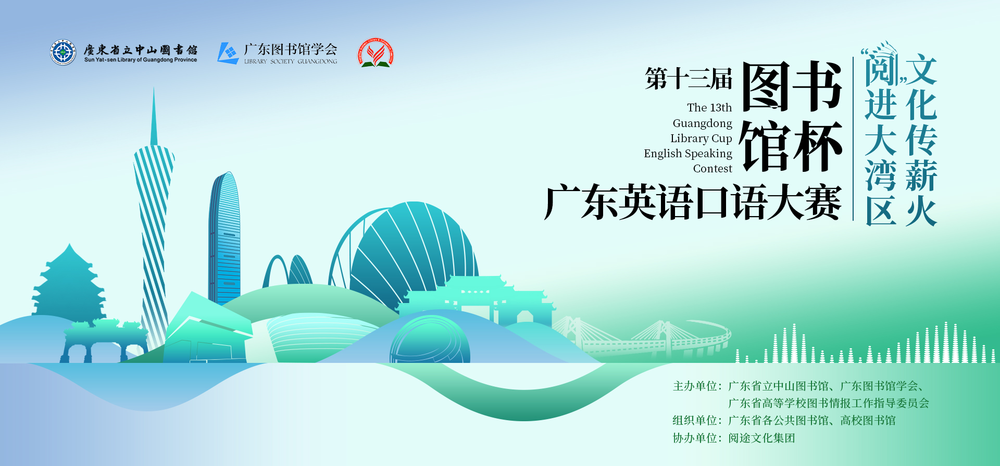 廣東省立中山圖書館
Sun Yat-sen Library of Guangdong Province
广东图书馆学会
LIBRARY SOCIETY GUANGDONG
第十三届
图书
馆杯
The 13th
Guangdong
Library Cup
English Speaking
Contest
广东英语口语大赛
文化传薪火
“阅”进大湾区
主办单位：广东省立中山图书馆、广东图书馆学会、
广东省高等学校图书情报工作指导委员会
组织单位：广东省各公共图书馆、高校图书馆
协办单位：阅途文化集团